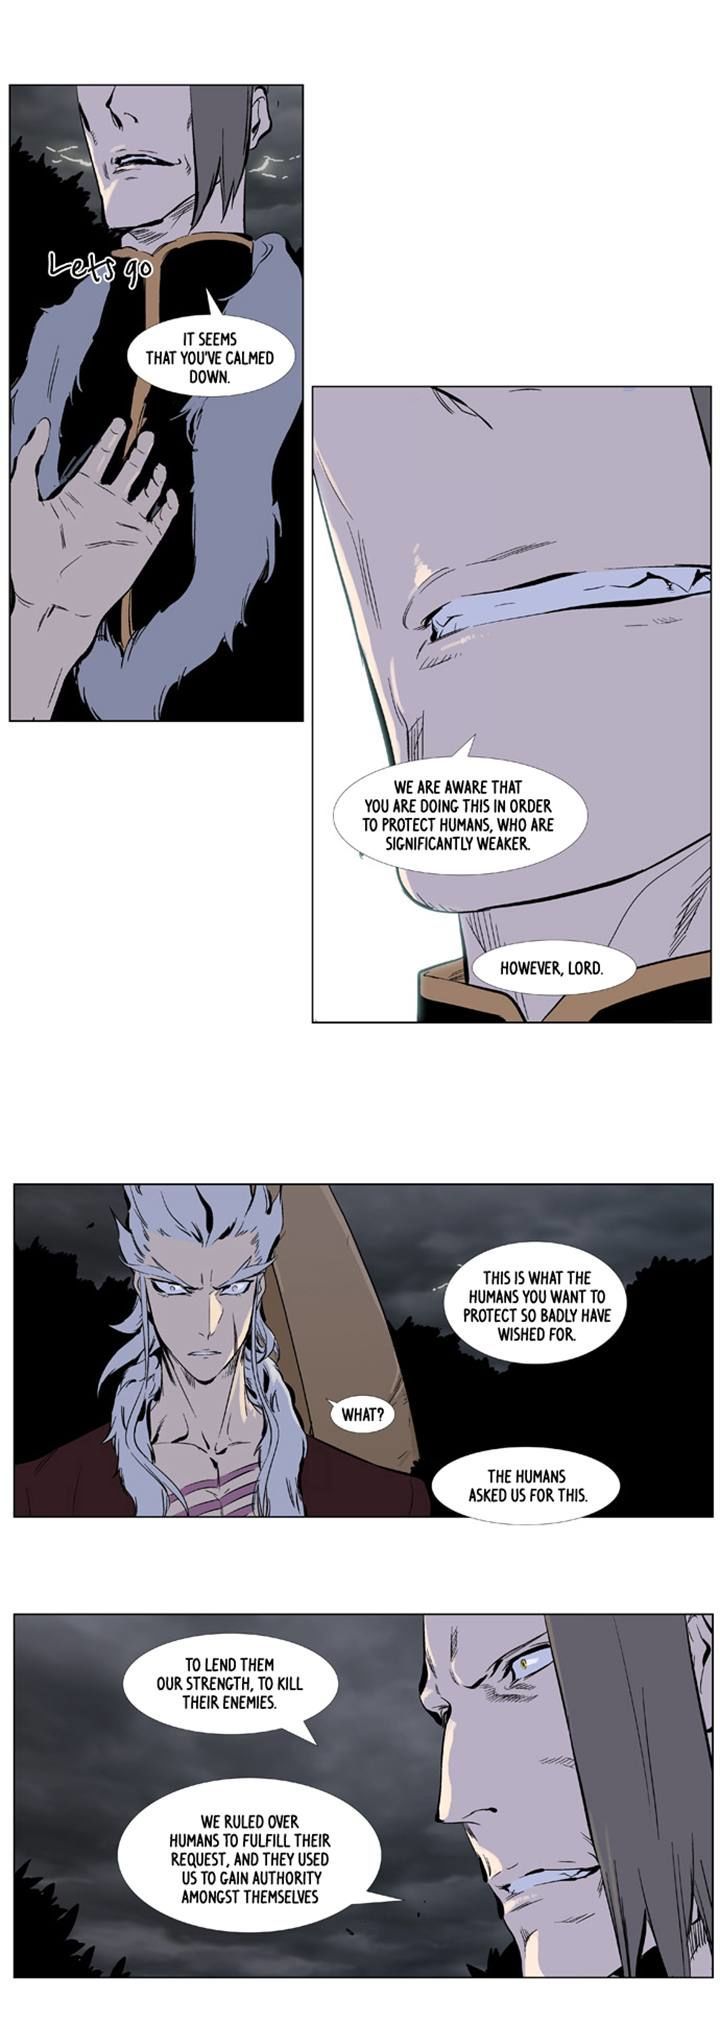 Lets go
IT SEEMS
THAT YOU'VE CALMED
DOWN.
WE ARE AWARE THAT
YOU ARE DOING THIS IN ORDER
TO PROTECT HUMANS, WHO ARE
SIGNIFICANTLY WEAKER.
HOWEVER, LORD.
THIS IS WHAT THE
HUMANS YOU WANT TO
PROTECT SO BADLY HAVE
WISHED FOR.
WHAT?
THE HUMANS
ASKED US FOR THIS.
TO LEND THEM
OUR STRENGTH, TO KILL
THEIR ENEMIES.
WE RULED OVER
HUMANS TO FULFILL THEIR
REQUEST, AND THEY USED
US TO GAIN AUTHORITY
AMONGST THEMSELVES